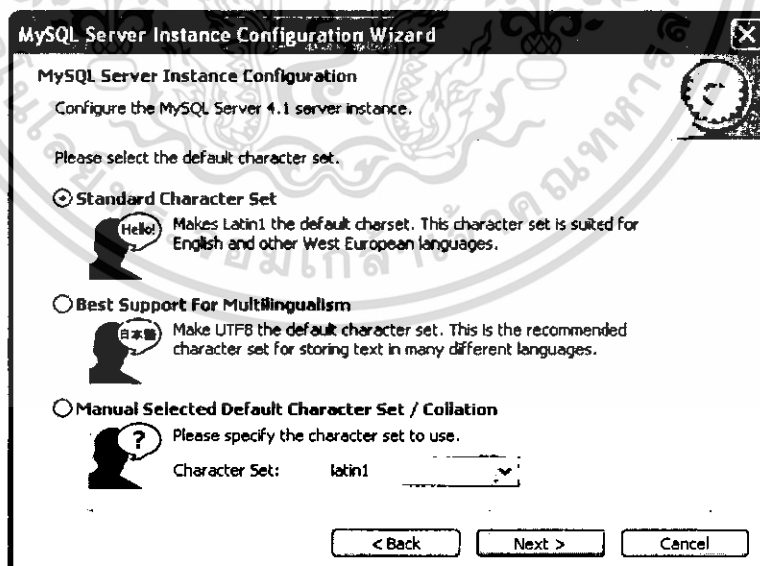 MySQL Server Instance Configuration Wizard
MySQL Server Instance Configuration
Configure the MySQL Server 4.1 server instance.
Please select the default character set.
Standard Character Set
Hello!
Makes Latin1 the default charset. This character set is suited for
English and other West European languages.
Best Support For Multilingualism
日本語
Make UTF8 the default character set. This is the recommended
character set for storing text in many different languages.
Manual Selected Default Character Set / Collation
?
Please specify the character set to use.
Character Set: latin1
< Back Next > Cancel